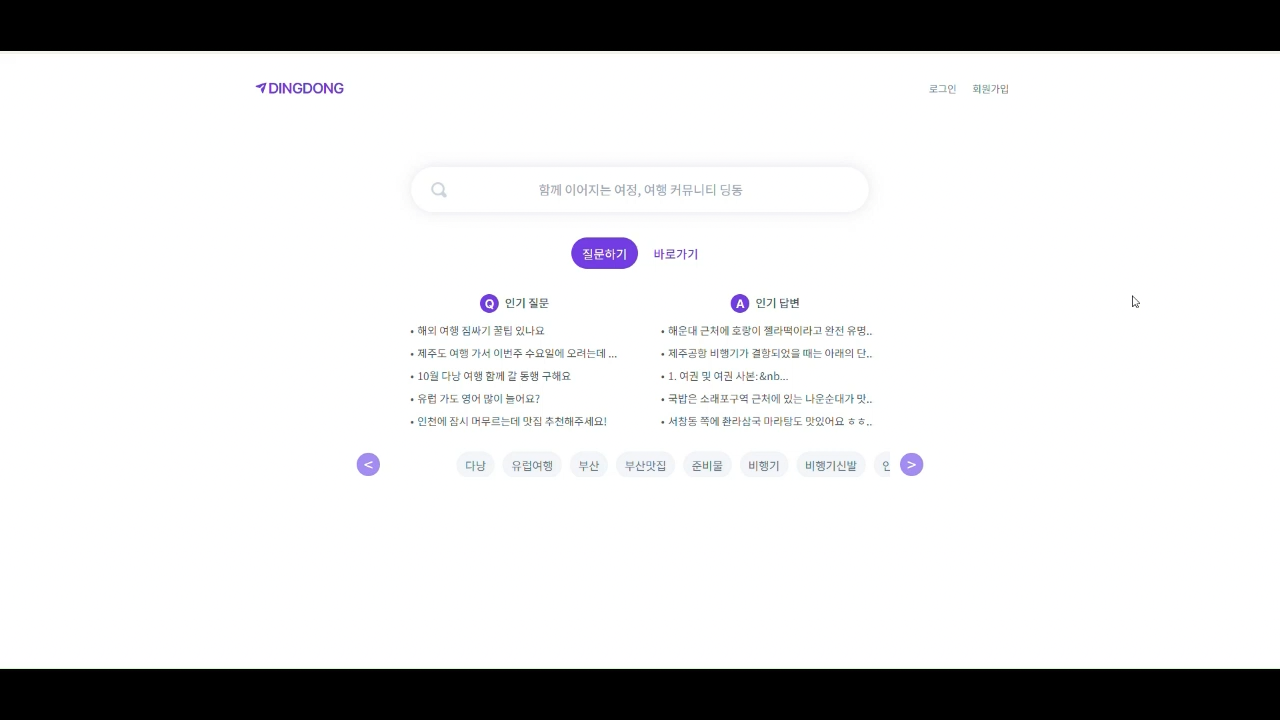 DINGDONG
로그인 회원가입
함께 이어지는 여정, 여행 커뮤니티 딩동
질문하기 바로가기
Q 인기 질문
• 해외 여행 짐싸기 꿀팁 있나요
• 제주도 여행 가서 이번주 수요일에 오려는데 ...
• 10월 다낭 여행 함께 갈 동행 구해요
• 유럽 가도 영어 많이 늘어요?
• 인천에 잠시 머무르는데 맛집 추천해주세요!
A 인기 답변
• 해운대 근처에 호랑이 젤라떡이라고 완전 유명..
• 제주공항 비행기가 결항되었을 때는 아래의 단..
• 1. 여권 및 여권 사본:&nb...
• 국밥은 소래포구역 근처에 있는 나운순대가 맛..
• 서창동 쪽에 촨라삼국 마라탕도 맛있어요 ㅎㅎ..
< 다낭 유럽여행 부산 부산맛집 준비물 비행기 비행기신발 >